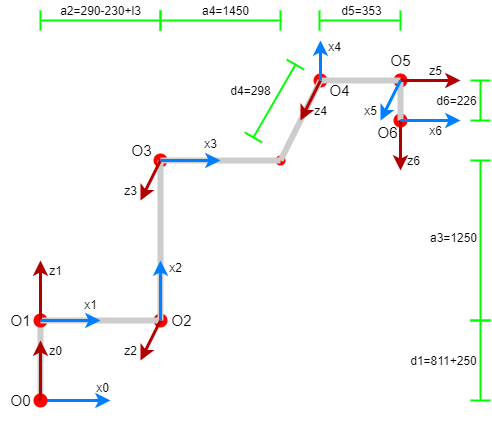 a2=290-230+l3
a4=1450
d5=353
x4
O5
d4=298
z5
O4
z4
x5
d6=226
O6
x6
O3
x3
z6
z3
a3=1250
z1
x2
x1
O1
O2
z0
z2
d1=811+250
x0
O0